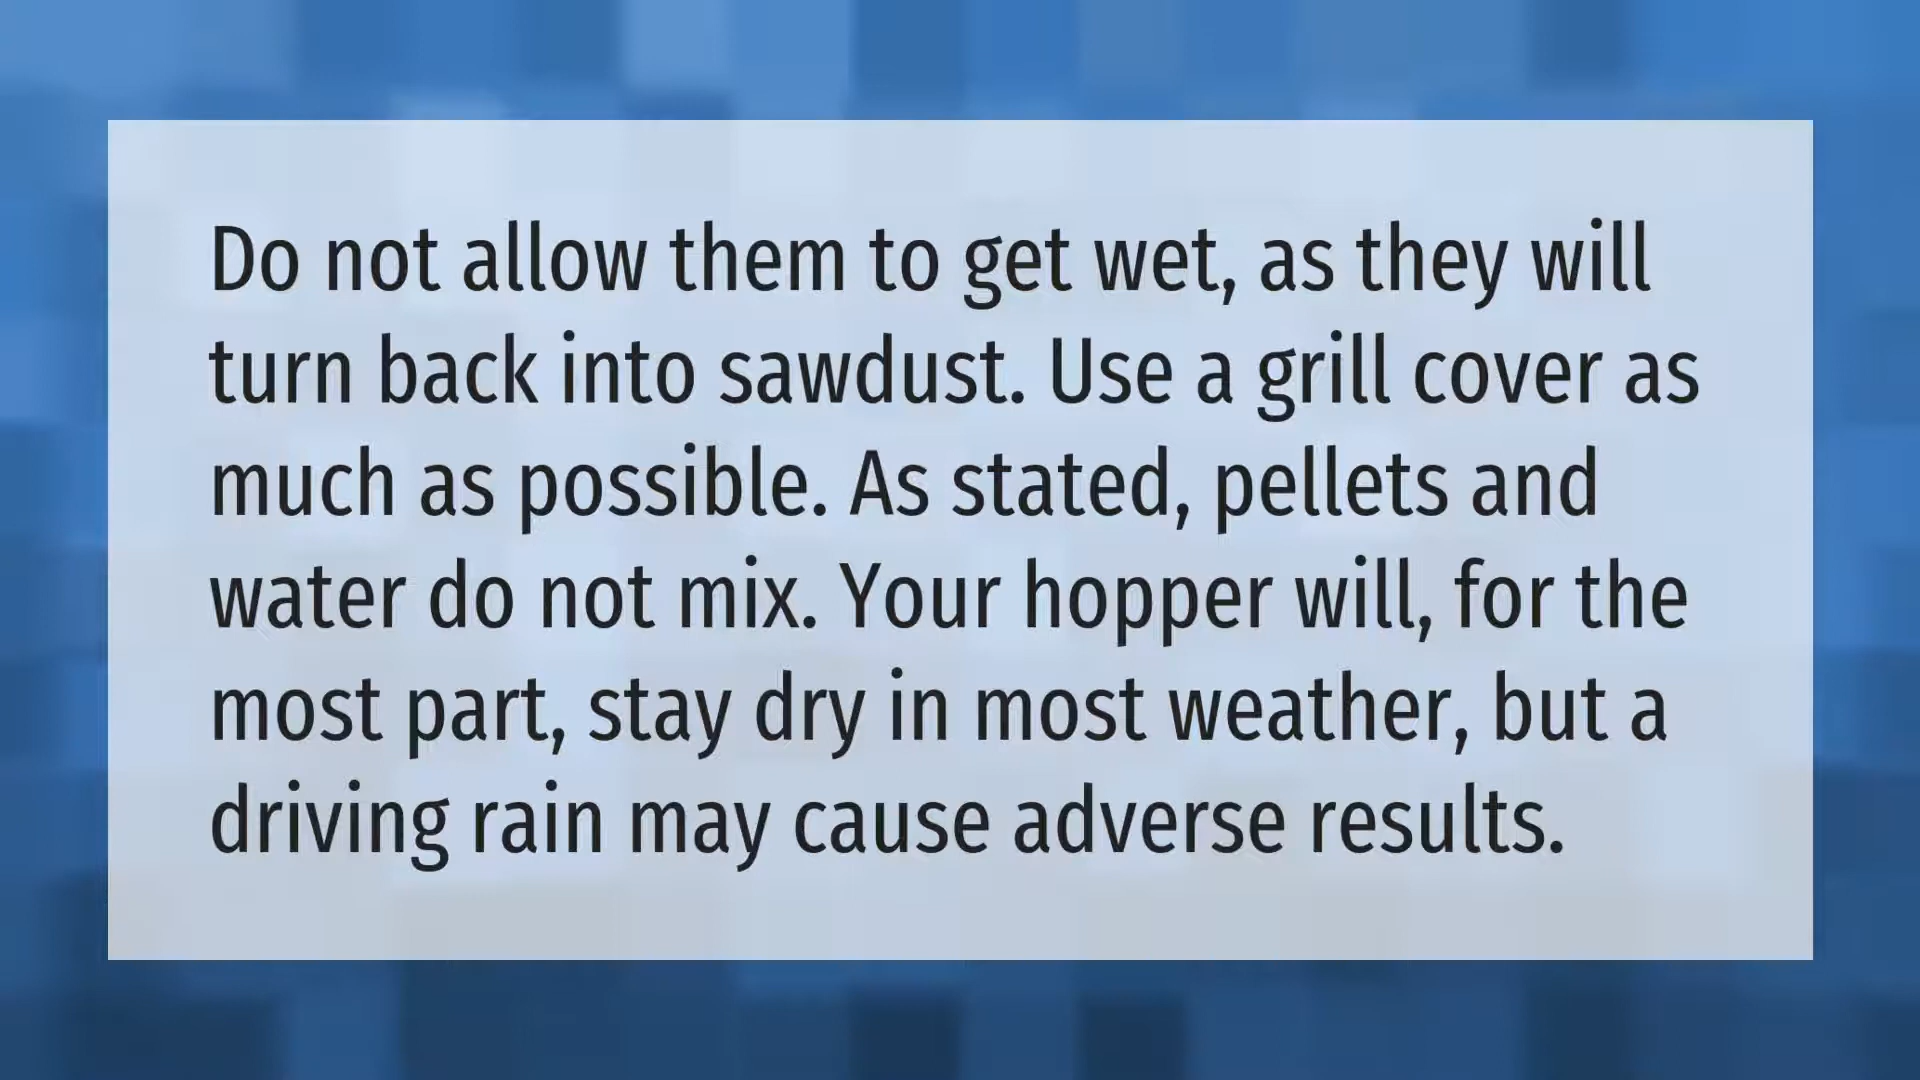 Do not allow them to get wet, as they will
turn back into sawdust. Use a grill cover as
much as possible. As stated, pellets and
water do not mix. Your hopper will, for the
most part, stay dry in most weather, but a
driving rain may cause adverse results.